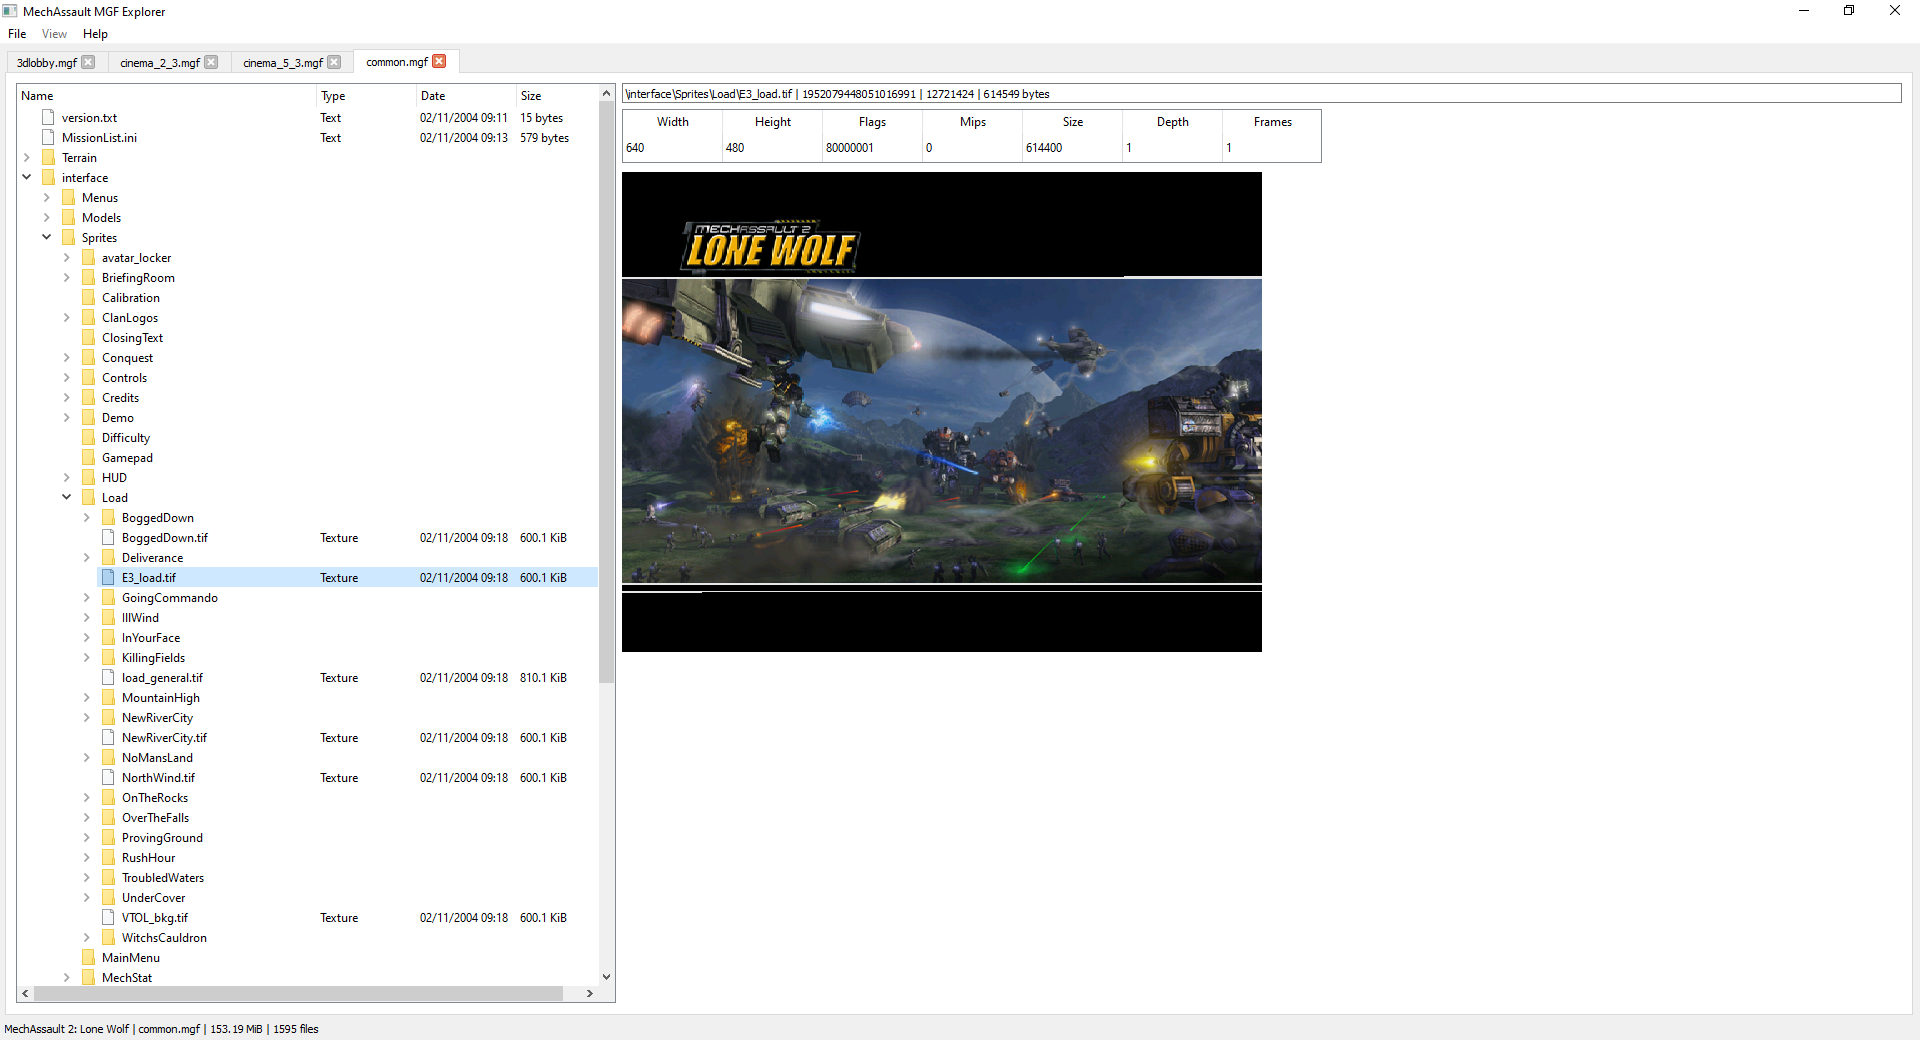 MechAssault MGF Explorer
File View Help
3dlobby.mgf cinema_2_3.mgf cinema_5_3.mgf common.mgf
Name Type Date Size
version.txt Text 02/11/2004 09:11 15 bytes
MissionList.ini Text 02/11/2004 09:13 579 bytes
Terrain
interface
Menus
Models
Sprites
avatar_locker
BriefingRoom
Calibration
ClanLogos
ClosingText
Conquest
Controls
Credits
Demo
Difficulty
Gamepad
HUD
Load
BoggedDown
BoggedDown.tif Texture 02/11/2004 09:18 600.1 KiB
Deliverance
E3_load.tif Texture 02/11/2004 09:18 600.1 KiB
GoingCommando
IllWind
InYourFace
KillingFields
load_general.tif Texture 02/11/2004 09:18 810.1 KiB
MountainHigh
NewRiverCity
NewRiverCity.tif Texture 02/11/2004 09:18 600.1 KiB
NoMansLand
NorthWind.tif Texture 02/11/2004 09:18 600.1 KiB
OnTheRocks
OverTheFalls
ProvingGround
RushHour
TroubledWaters
UnderCover
VTOL_bkg.tif Texture 02/11/2004 09:18 600.1 KiB
WitchsCauldron
MainMenu
MechStat
\interface\Sprites\Load\E3_load.tif | 1952079448051016991 | 12721424 | 614549 bytes
Width Height Flags Mips Size Depth Frames
640 480 80000001 0 614400 1 1
MECHASSAULT 2
LONE WOLF
MechAssault 2: Lone Wolf | common.mgf | 153.19 MiB | 1595 files